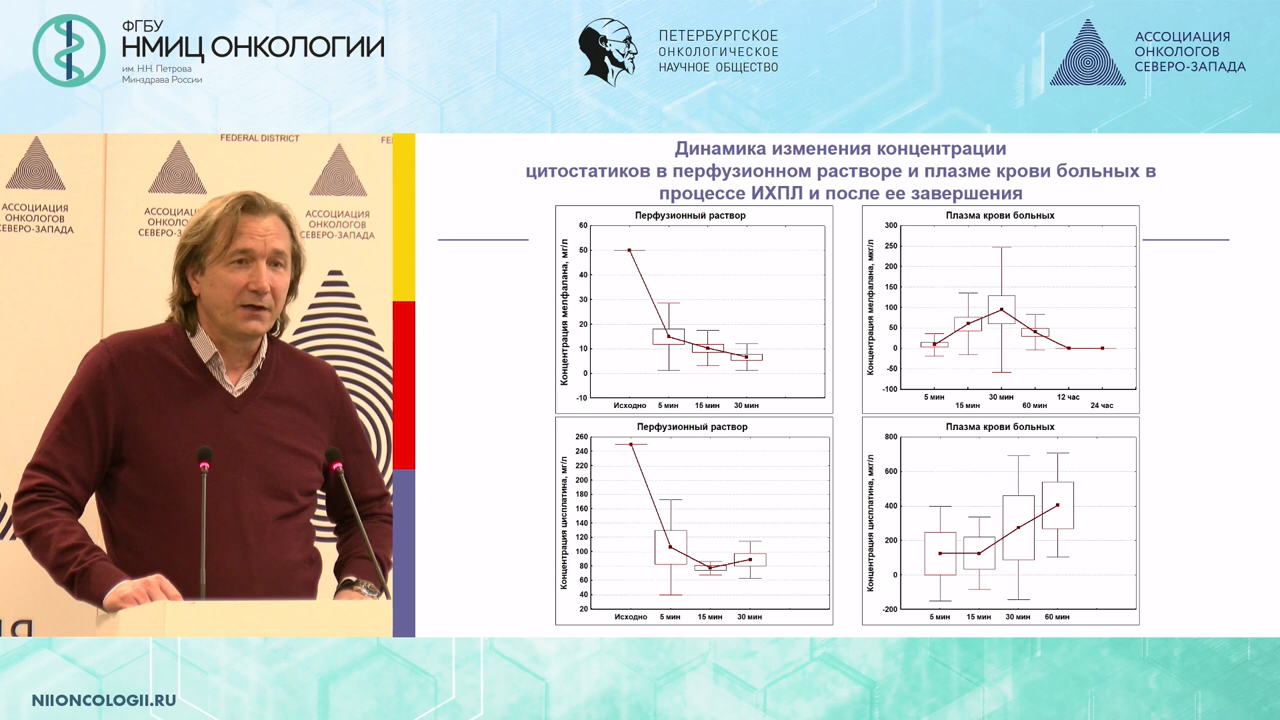 ФГБУ
НМИЦ ОНКОЛОГИИ
им. Н.Н. Петрова
Минздрава России
ПЕТЕРБУРГСКОЕ
ОНКОЛОГИЧЕСКОЕ
НАУЧНОЕ ОБЩЕСТВО
АССОЦИАЦИЯ
ОНКОЛОГОВ
СЕВЕРО-ЗАПАДА
FEDERAL DISTRICT
FE
АССОЦИАЦИЯ
ОНКОЛОГОВ
СЕВЕРО-ЗАПАДА
АССОЦИАЦ
ОНКОЛО
СЕВЕРО-З
АССОЦИАЦИЯ
ОНКОЛОГОВ
СЕВЕРО-ЗАПАДА
Динамика изменения концентрации
цитостатиков в перфузионном растворе и плазме крови больных в
процессе ИХПЛ и после ее завершения
Перфузионный раствор
Концентрация мелфалана, мг/л
60
50
40
30
20
10
0
-10
Исходно 5 мин 15 мин 30 мин
Плазма крови больных
Концентрация мелфалана, мкг/л
300
250
200
150
100
50
0
-50
-100
5 мин 30 мин 12 час
15 мин 60 мин 24 час
Перфузионный раствор
Концентрация цисплатина, мг/л
260
240
220
200
180
160
140
120
100
80
60
40
20
Исходно 5 мин 15 мин 30 мин
Плазма крови больных
Концентрация цисплатина, мкг/л
800
600
400
200
0
-200
5 мин 15 мин 30 мин 60 мин
NIIONCOLOGII.RU